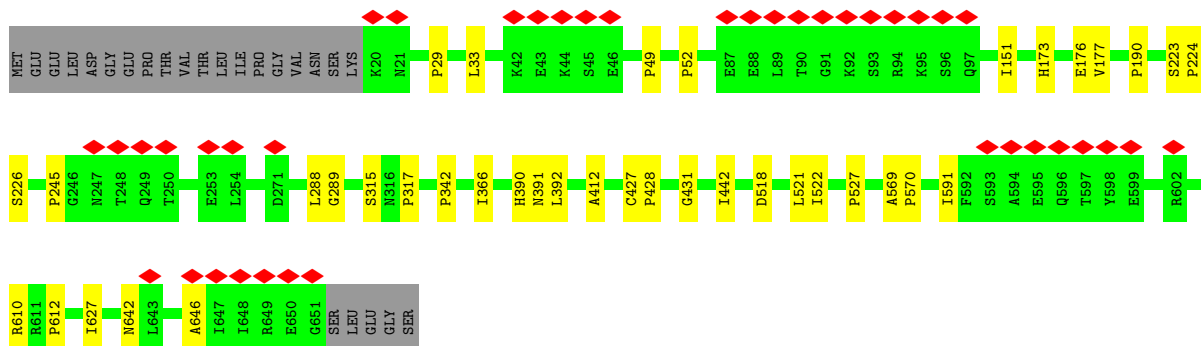 MET GLU GLU LEU ASP GLY GLU PRO THR VAL THR LEU ILE PRO GLY VAL ASN SER LYS K20 N21 P29 L33 K42 E43 K44 S45 E46 P49 P52 E87 E88 L89 T90 G91 K92 S93 R94 K95 S96 Q97 I151 H173 E176 V177 P190 S223 P224
S226 P245 G246 N247 T248 Q249 T250 E253 L254 D271 L288 G289 S315 N316 P317 P342 I366 H390 N391 L392 A412 C427 P428 G431 I442 D518 L521 I522 P527 A569 P570 I591 F592 S593 A594 E595 Q596 T597 Y598 E599 R602
R610 R611 P612 I627 N642 L643 A646 I647 I648 R649 E650 G651 SER LEU GLU GLY SER